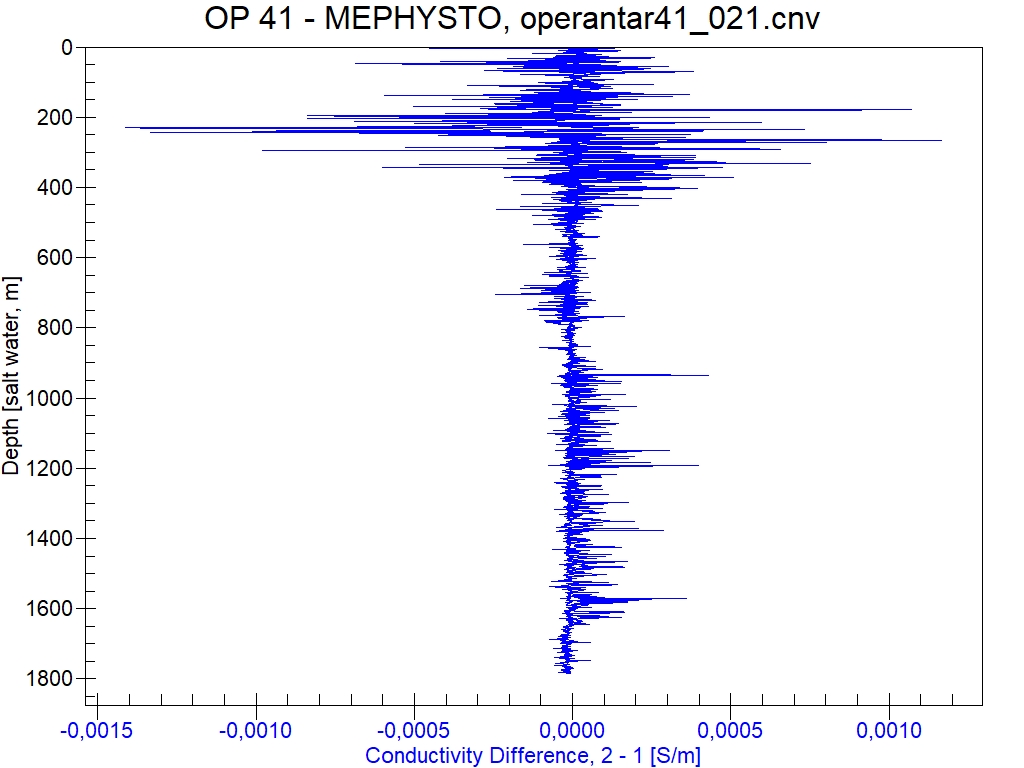 OP 41 - MEPHYSTO, operantar41_021.cnv
0
200
400
600
800
1000
1200
1400
1600
1800
Depth [salt water, m]
-0,0015 -0,0010 -0,0005 0,0000 0,0005 0,0010
Conductivity Difference, 2 - 1 [S/m]